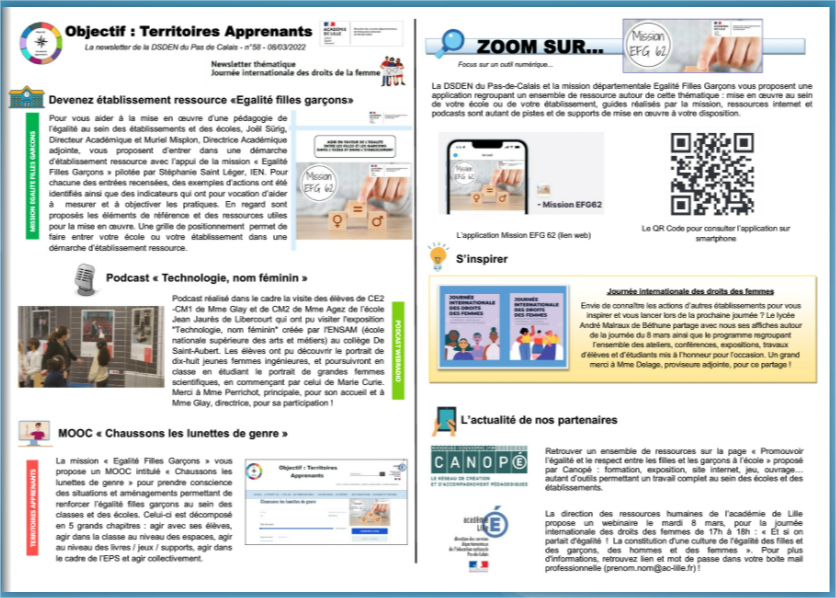 Objectif : Territoires Apprenants
La newsletter de la DSDEN du Pas de Calais - n°58 - 08/03/2022
ACADÉMIE
DE LILLE
Newsletter thématique
Journée internationale des droits de la femme
Devenez établissement ressource «Egalité filles garçons»
MISSION EGALITE FILLES GARCONS
Pour vous aider à la mise en œuvre d'une pédagogie de
l'égalité au sein des établissements et des écoles, Joël Sürig,
Directeur Académique et Muriel Misplon, Directrice Académique
adjointe, vous proposent d'entrer dans une démarche
d'établissement ressource avec l'appui de la mission « Egalité
Filles Garçons » pilotée par Stéphanie Saint Léger, IEN. Pour
chacune des entrées recensées, des exemples d'actions ont été
identifiés ainsi que des indicateurs qui ont pour vocation d'aider
à mesurer et à objectiver les pratiques. En regard sont
proposés les éléments de référence et des ressources utiles
pour la mise en œuvre. Une grille de positionnement permet de
faire entrer votre école ou votre établissement dans une
démarche d'établissement ressource.
AGIR EN FAVEUR DE L'EGALITE
ENTRE LES FILLES ET LES GARCONS
Mission
EFG 62
Podcast « Technologie, nom féminin »
Podcast réalisé dans le cadre la visite des élèves de CE2
-CM1 de Mme Glay et de CM2 de Mme Agez de l'école
Jean Jaurès de Libercourt qui ont pu visiter l'exposition
"Technologie, nom féminin" créée par l'ENSAM (école
nationale supérieure des arts et métiers) au collège De
Saint-Aubert. Les élèves ont pu découvrir le portrait de
dix-huit jeunes femmes ingénieures, et poursuivront en
classe en étudiant le portrait de grandes femmes
scientifiques, en commençant par celui de Marie Curie.
Merci à Mme Perrichot, principale, pour son accueil et à
Mme Glay, directrice, pour sa participation !
PODCAST WEBRADIO
MOOC « Chaussons les lunettes de genre »
TERRITOIRES APPRENANTS
La mission « Egalité Filles Garçons » vous
propose un MOOC intitulé « Chaussons les
lunettes de genre » pour prendre conscience
des situations et aménagements permettant de
renforcer l'égalité filles garçons au sein des
classes et des écoles. Celui-ci est décomposé
en 5 grands chapitres : agir avec ses élèves,
agir dans la classe au niveau des espaces, agir
au niveau des livres / jeux / supports, agir dans
le cadre de l'EPS et agir collectivement.
Objectif : Territoires
Apprenants
Chaussons les lunettes de genre
ZOOM SUR...
Focus sur un outil numérique...
Mission
EFG 62
La DSDEN du Pas-de-Calais et la mission départementale Egalité Filles Garçons vous proposent une
application regroupant un ensemble de ressource autour de cette thématique : mise en œuvre au sein
de votre école ou de votre établissement, guides réalisés par la mission, ressources internet et
podcasts sont autant de pistes et de supports de mise en œuvre à votre disposition.
Mission
EFG 62
- Mission EFG62
L'application Mission EFG 62 (lien web)
Le QR Code pour consulter l'application sur
smartphone
S'inspirer
JOURNÉE
INTERNATIONALE
DES DROITS
DES FEMMES
JOURNÉE
INTERNATIONALE
DES DROITS
DES FEMMES
Journée internationale des droits des femmes
Envie de connaître les actions d'autres établissements pour vous
inspirer et vous lancer lors de la prochaine journée ? Le lycée
André Malraux de Béthune partage avec nous ses affiches autour
de la journée du 8 mars ainsi que le programme regroupant
l'ensemble des ateliers, conférences, expositions, travaux
d'élèves et d'étudiants mis à l'honneur pour l'occasion. Un grand
merci à Mme Delage, proviseure adjointe, pour ce partage !
L'actualité de nos partenaires
CANOPÉ
LE RÉSEAU DE CRÉATION
ET D'ACCOMPAGNEMENT PÉDAGOGIQUES
Retrouver un ensemble de ressources sur la page « Promouvoir
l'égalité et le respect entre les filles et les garçons à l'école » proposé
par Canopé : formation, exposition, site internet, jeu, ouvrage…
autant d'outils permettant un travail complet au sein des écoles et des
établissements.
académie
Lille
direction des services
départementaux
de l'éducation nationale
Pas-de-Calais
La direction des ressources humaines de l'académie de Lille
propose un webinaire le mardi 8 mars, pour la journée
internationale des droits des femmes de 17h à 18h : « Et si on
parlait d'égalité ! La constitution d'une culture de l'égalité des filles et
des garçons, des hommes et des femmes ». Pour plus
d'informations, retrouvez lien et mot de passe dans votre boite mail
professionnelle (prenom.nom@ac-lille.fr) !